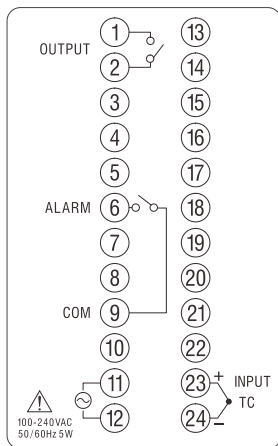 1 13
OUTPUT
2 14
3 15
4 16
5 17
ALARM 6 18
7 19
8 20
COM 9 21
10 22
11 23 + INPUT
TC
100-240VAC
50/60Hz 5W
12 24 −